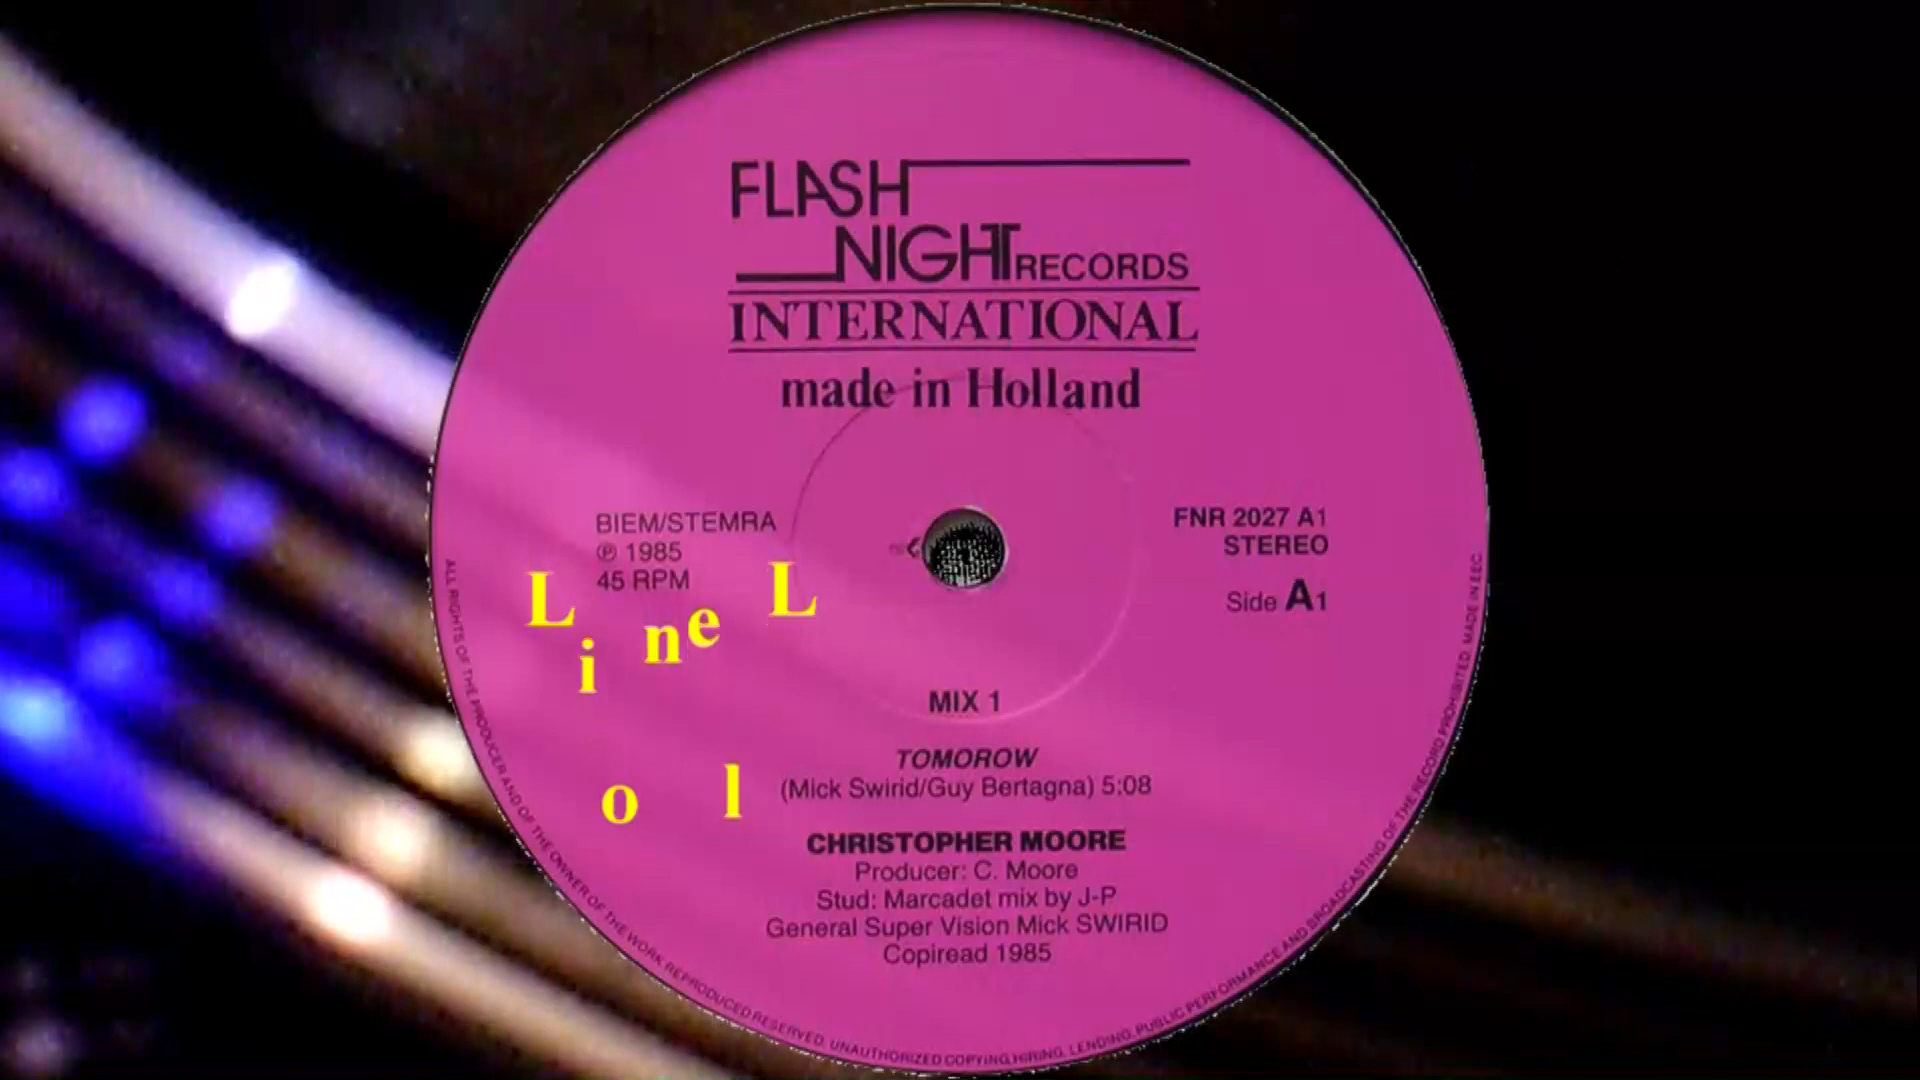 FLASH
NIGHT RECORDS
INTERNATIONAL
made in Holland
BIEM/STEMRA
℗ 1985
45 RPM
FNR 2027 A1
STEREO
Side A1
L i n e L
o l
MIX 1
TOMOROW
(Mick Swirid/Guy Bertagna) 5:08
CHRISTOPHER MOORE
Producer: C. Moore
Stud: Marcadet mix by J-P
General Super Vision Mick SWIRID
Copiread 1985
ALL RIGHTS OF THE PRODUCER AND OF THE OWNER OF THE WORK REPRODUCED RESERVED. UNAUTHORIZED COPYING, HIRING, LENDING, PUBLIC PERFORMANCE AND BROADCASTING OF THE RECORD PROHIBITED. MADE IN EEC